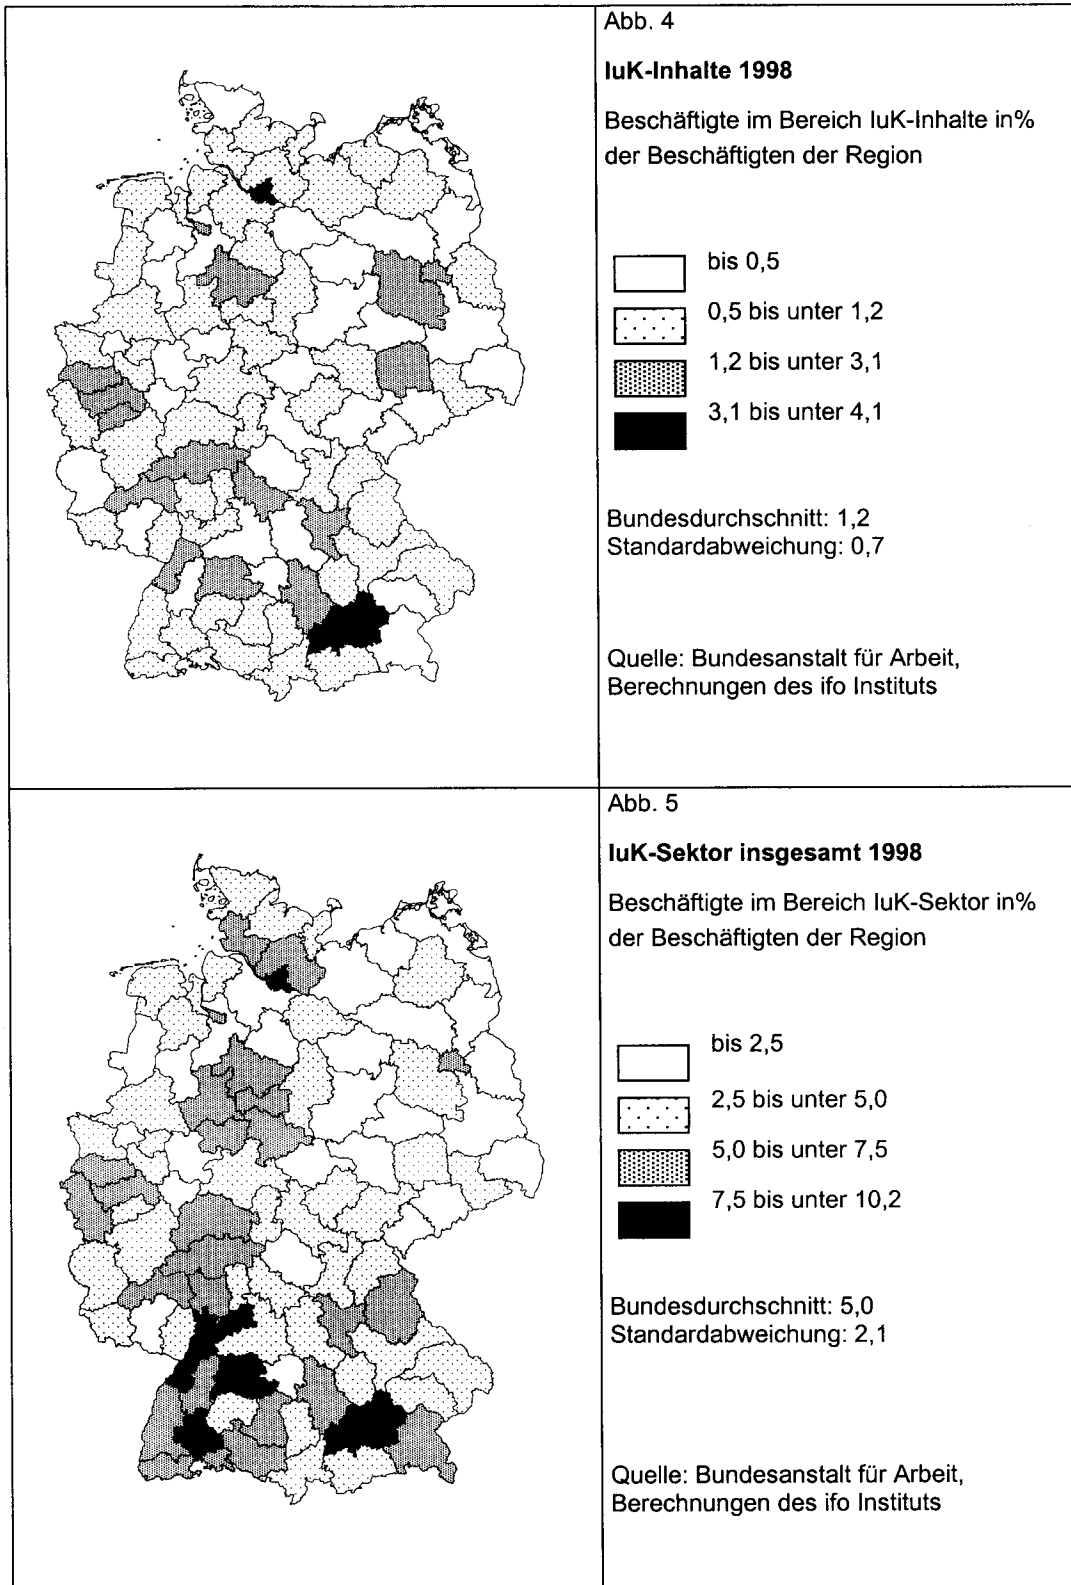 Abb. 4
IuK-Inhalte 1998
Beschäftigte im Bereich IuK-Inhalte in%
der Beschäftigten der Region
bis 0,5
0,5 bis unter 1,2
1,2 bis unter 3,1
3,1 bis unter 4,1
Bundesdurchschnitt: 1,2
Standardabweichung: 0,7
Quelle: Bundesanstalt für Arbeit,
Berechnungen des ifo Instituts
Abb. 5
IuK-Sektor insgesamt 1998
Beschäftigte im Bereich IuK-Sektor in%
der Beschäftigten der Region
bis 2,5
2,5 bis unter 5,0
5,0 bis unter 7,5
7,5 bis unter 10,2
Bundesdurchschnitt: 5,0
Standardabweichung: 2,1
Quelle: Bundesanstalt für Arbeit,
Berechnungen des ifo Instituts